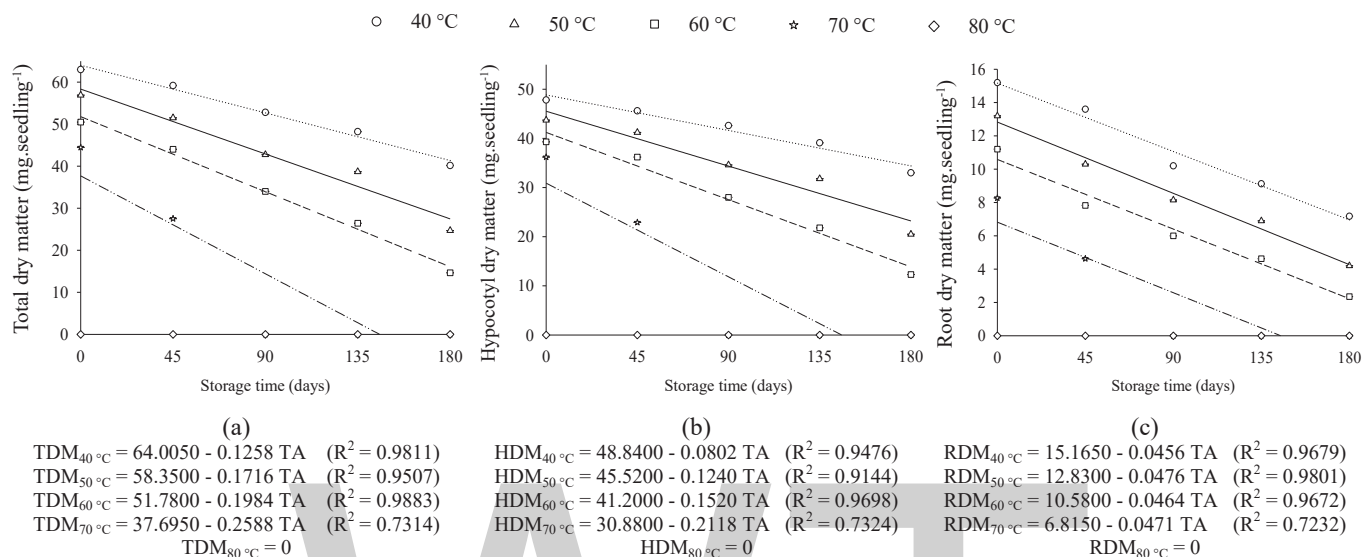 40 °C 50 °C 60 °C 70 °C 80 °C
Total dry matter (mg.seedling⁻¹)
60
50
40
30
20
10
0
0 45 90 135 180
Storage time (days)
Hypocotyl dry matter (mg.seedling⁻¹)
50
40
30
20
10
0
0 45 90 135 180
Storage time (days)
Root dry matter (mg.seedling⁻¹)
16
14
12
10
8
6
4
2
0
0 45 90 135 180
Storage time (days)
(a) (b) (c)
TDM40 °C = 64.0050 - 0.1258 TA (R² = 0.9811) HDM40 °C = 48.8400 - 0.0802 TA (R² = 0.9476) RDM40 °C = 15.1650 - 0.0456 TA (R² = 0.9679)
TDM50 °C = 58.3500 - 0.1716 TA (R² = 0.9507) HDM50 °C = 45.5200 - 0.1240 TA (R² = 0.9144) RDM50 °C = 12.8300 - 0.0476 TA (R² = 0.9801)
TDM60 °C = 51.7800 - 0.1984 TA (R² = 0.9883) HDM60 °C = 41.2000 - 0.1520 TA (R² = 0.9698) RDM60 °C = 10.5800 - 0.0464 TA (R² = 0.9672)
TDM70 °C = 37.6950 - 0.2588 TA (R² = 0.7314) HDM70 °C = 30.8800 - 0.2118 TA (R² = 0.7324) RDM70 °C = 6.8150 - 0.0471 TA (R² = 0.7232)
TDM80 °C = 0 HDM80 °C = 0 RDM80 °C = 0